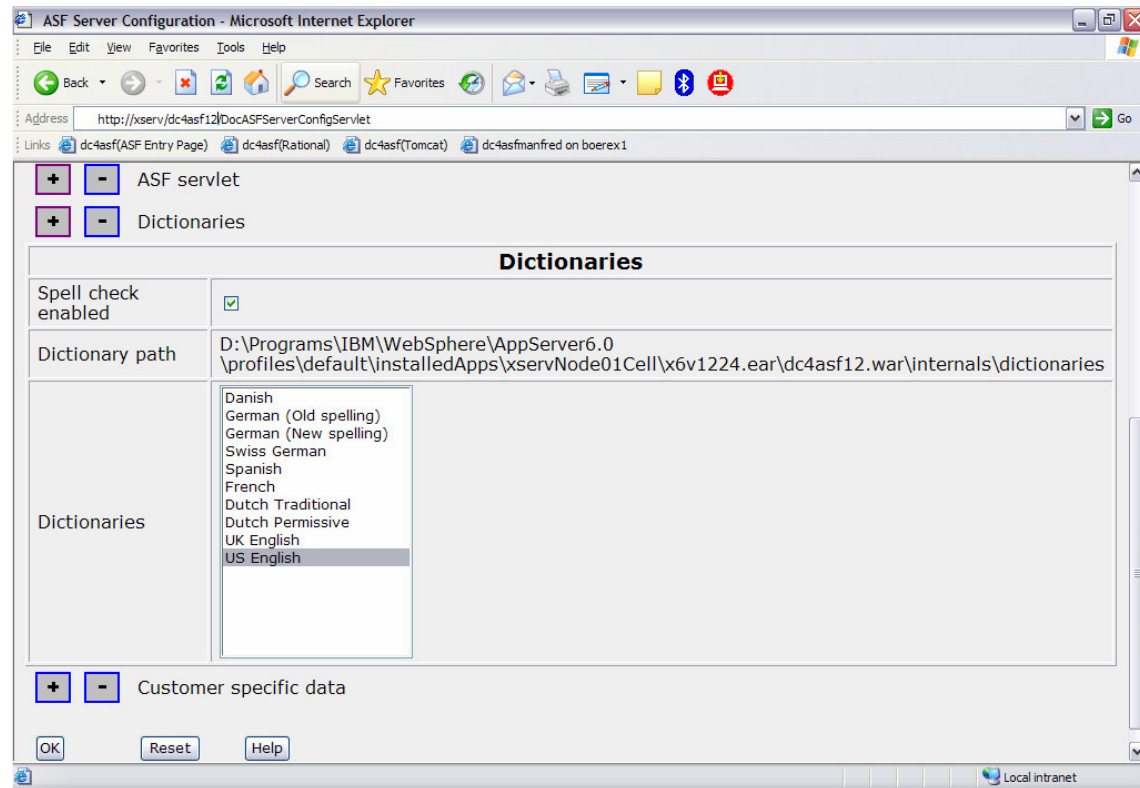 ASF Server Configuration - Microsoft Internet Explorer
File Edit View Favorites Tools Help
Back Search Favorites
Address http://xserv/dc4asf12/DocASFServerConfigServlet Go
Links dc4asf(ASF Entry Page) dc4asf(Rational) dc4asf(Tomcat) dc4asfmanfred on boerex1
+ - ASF servlet
+ - Dictionaries
Dictionaries
Spell check
enabled
Dictionary path
D:\Programs\IBM\WebSphere\AppServer6.0
\profiles\default\installedApps\xservNode01Cell\x6v1224.ear\dc4asf12.war\internals\dictionaries
Dictionaries
Danish
German (Old spelling)
German (New spelling)
Swiss German
Spanish
French
Dutch Traditional
Dutch Permissive
UK English
US English
+ - Customer specific data
OK Reset Help
Local intranet